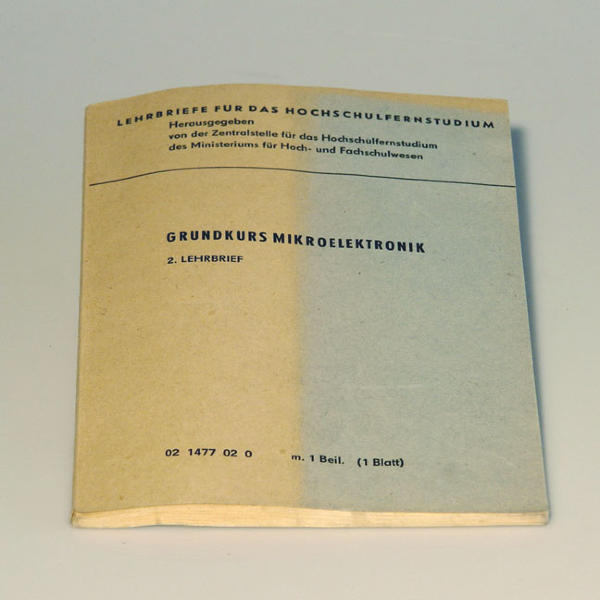 LEHRBRIEFE FÜR DAS HOCHSCHULFERNSTUDIUM
Herausgegeben
von der Zentralstelle für das Hochschulfernstudium
des Ministeriums für Hoch- und Fachschulwesen
GRUNDKURS MIKROELEKTRONIK
2. LEHRBRIEF
02 1477 02 0 m. 1 Beil. (1 Blatt)